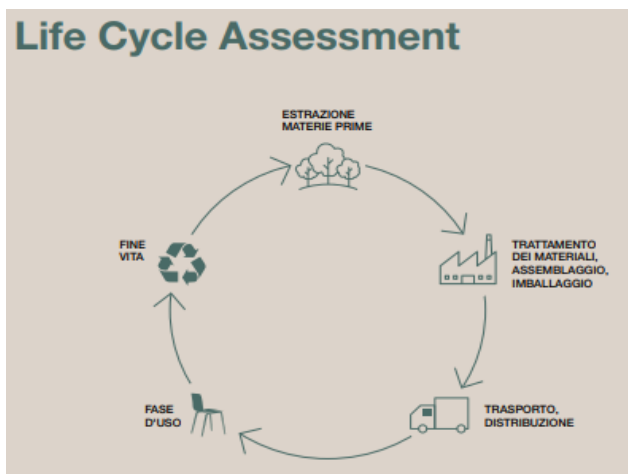 Life Cycle Assessment
ESTRAZIONE
MATERIE PRIME
TRATTAMENTO
DEI MATERIALI,
ASSEMBLAGGIO,
IMBALLAGGIO
TRASPORTO,
DISTRIBUZIONE
FASE
D'USO
FINE
VITA